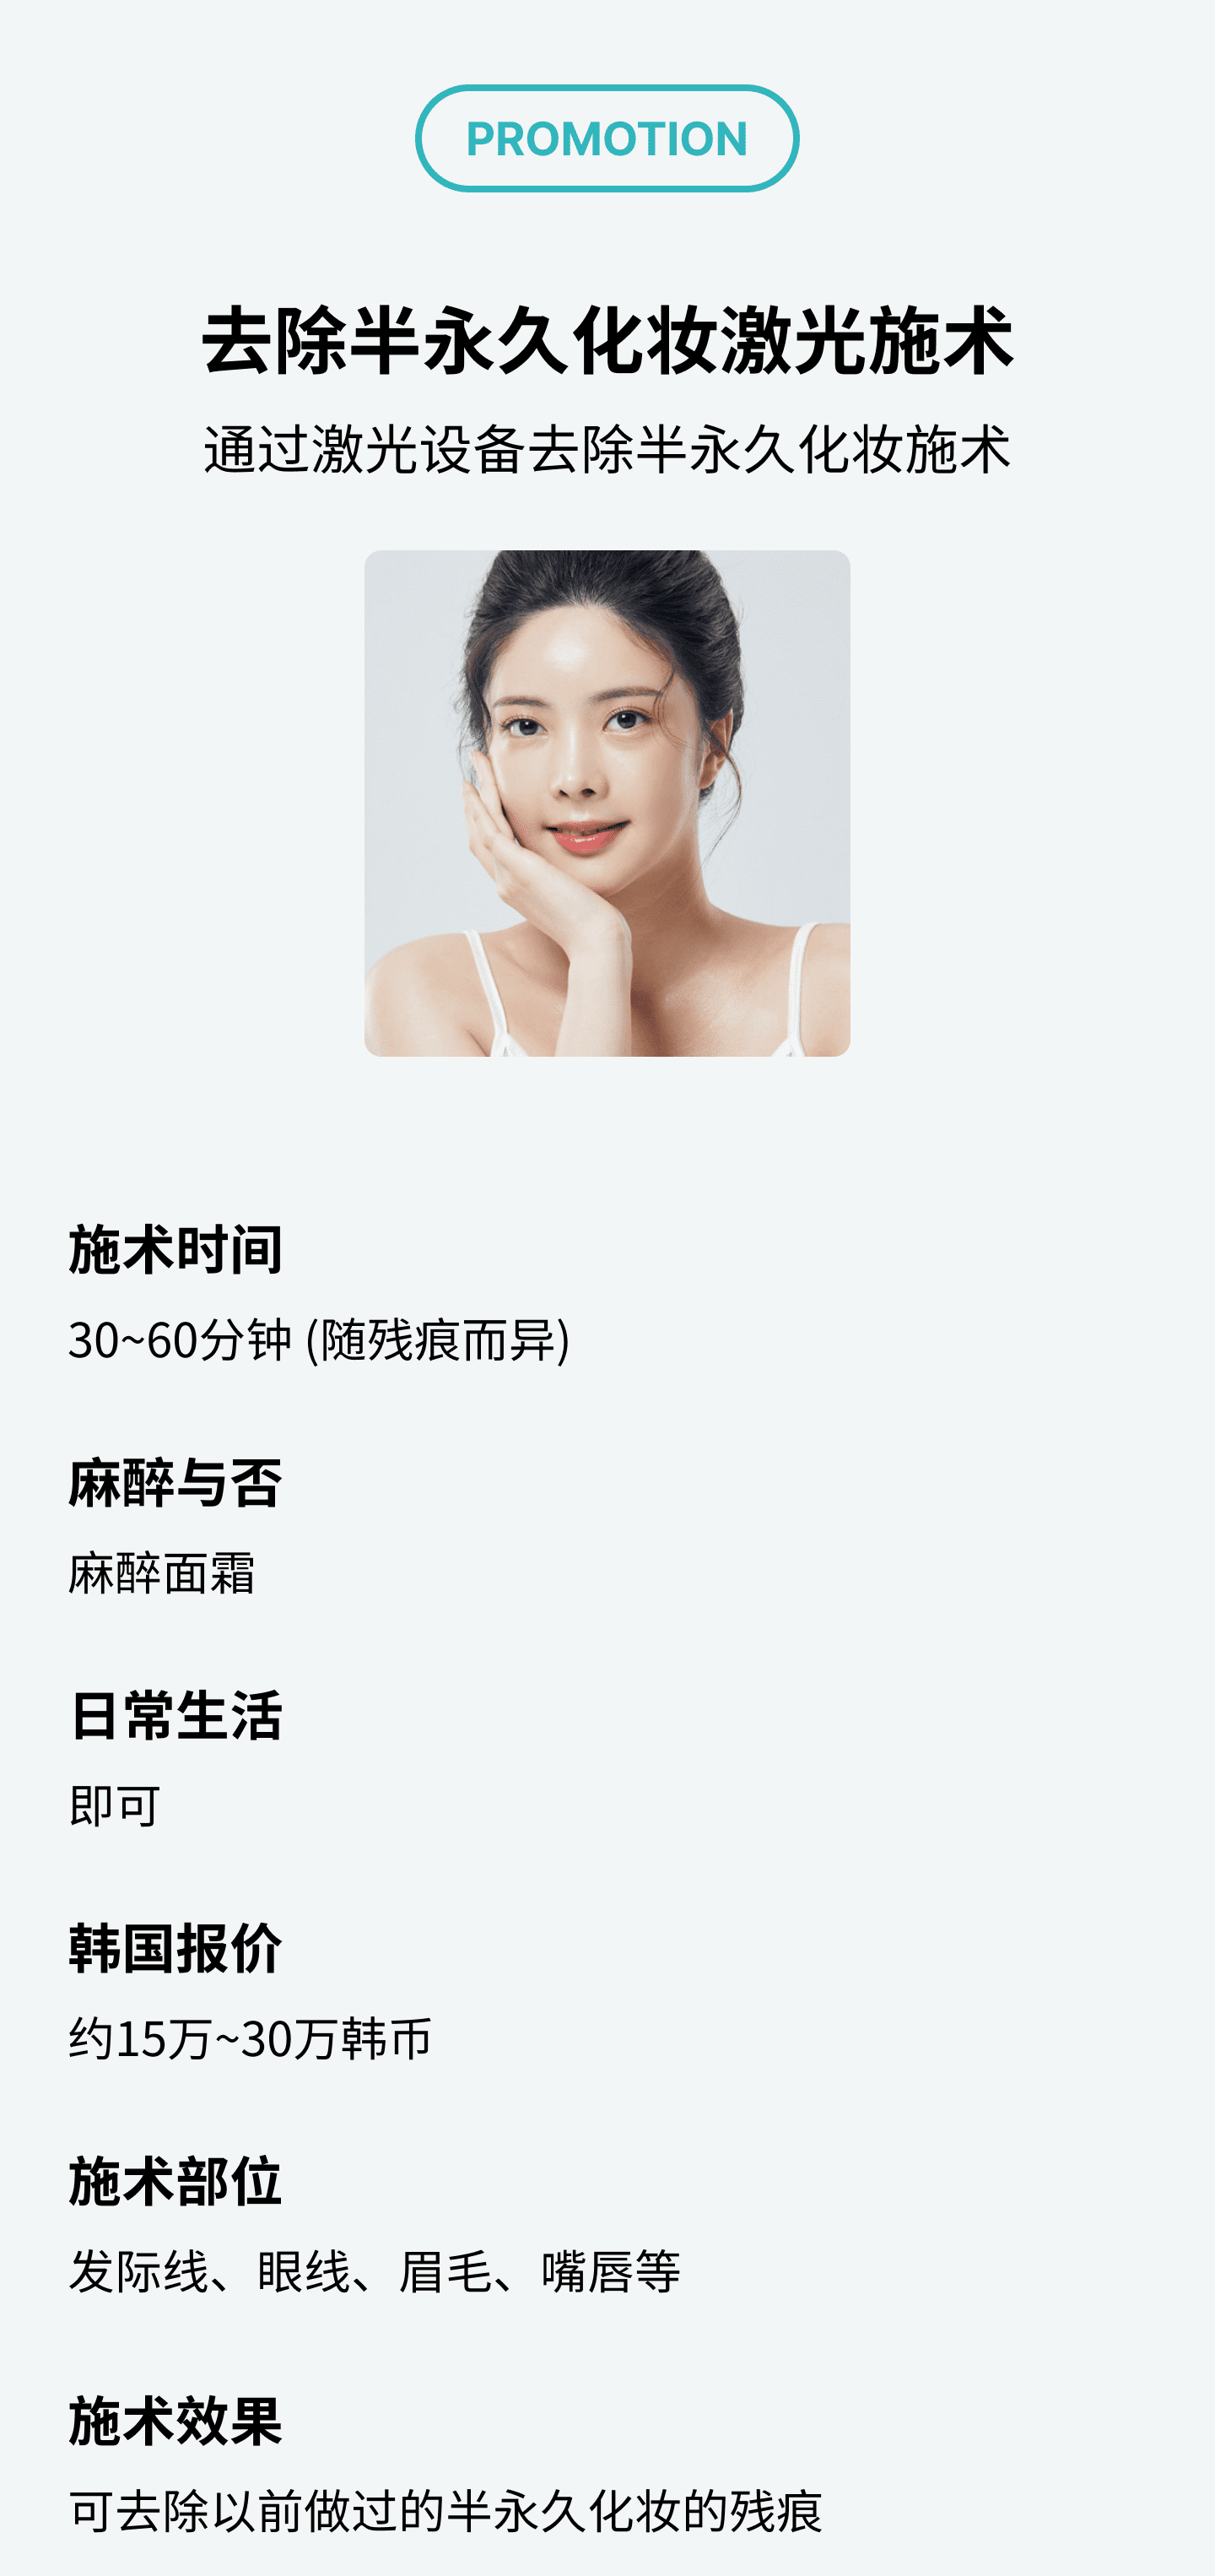 PROMOTION
去除半永久化妆激光施术
通过激光设备去除半永久化妆施术
施术时间
30~60分钟 (随残痕而异)
麻醉与否
麻醉面霜
日常生活
即可
韩国报价
约15万~30万韩币
施术部位
发际线、眼线、眉毛、嘴唇等
施术效果
可去除以前做过的半永久化妆的残痕